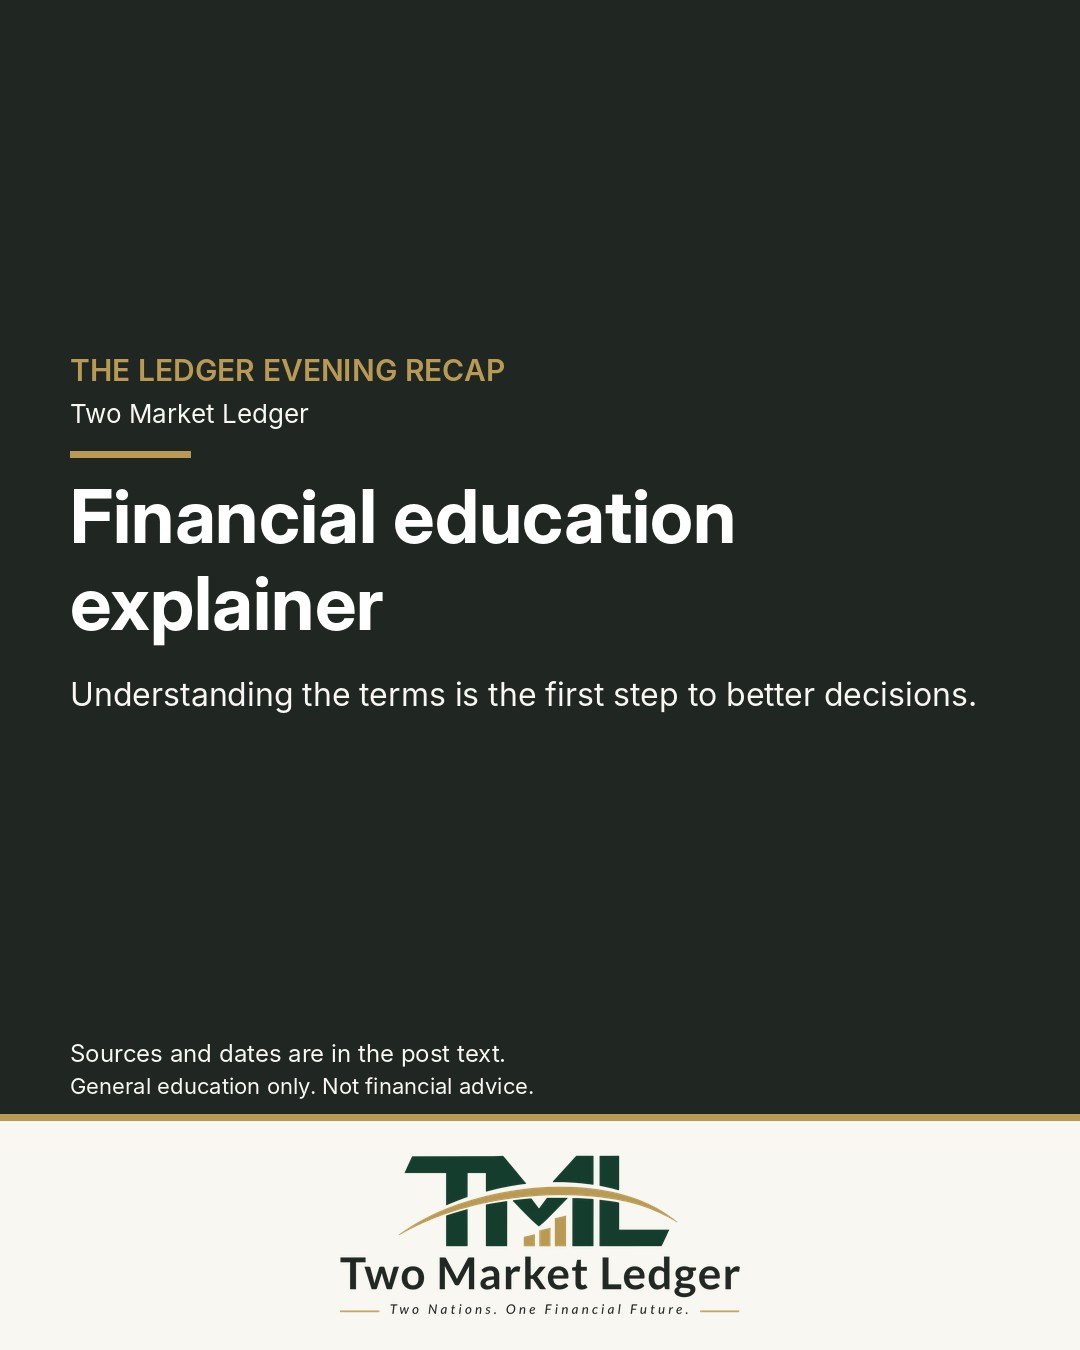 THE LEDGER EVENING RECAP
Two Market Ledger
Financial education
explainer
Understanding the terms is the first step to better decisions.
Sources and dates are in the post text.
General education only. Not financial advice.
TML
Two Market Ledger
Two Nations. One Financial Future.